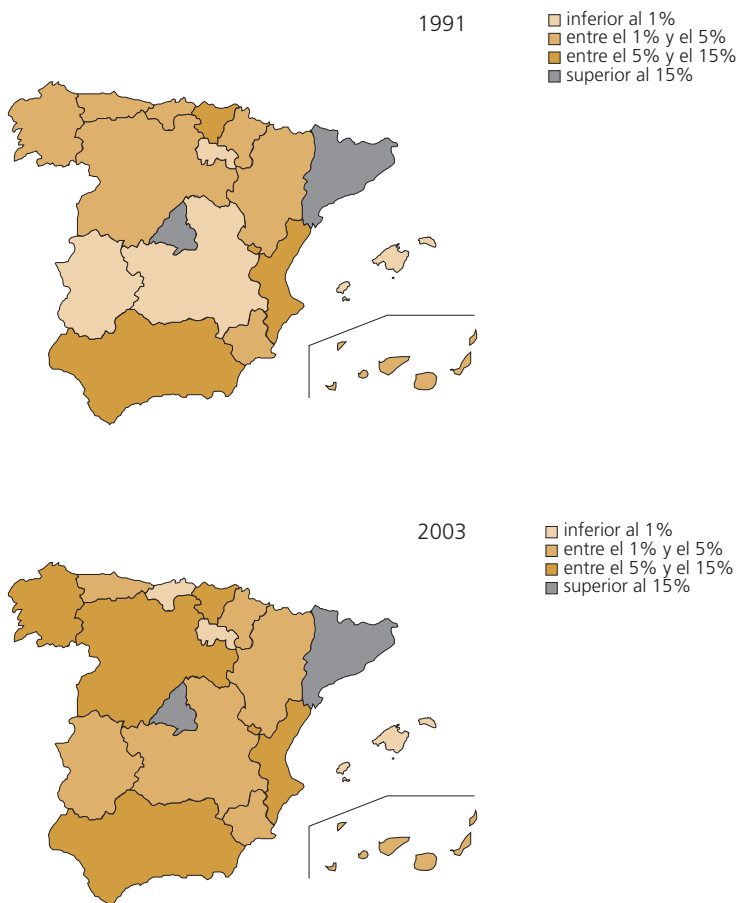 1991
inferior al 1%
entre el 1% y el 5%
entre el 5% y el 15%
superior al 15%
2003
inferior al 1%
entre el 1% y el 5%
entre el 5% y el 15%
superior al 15%